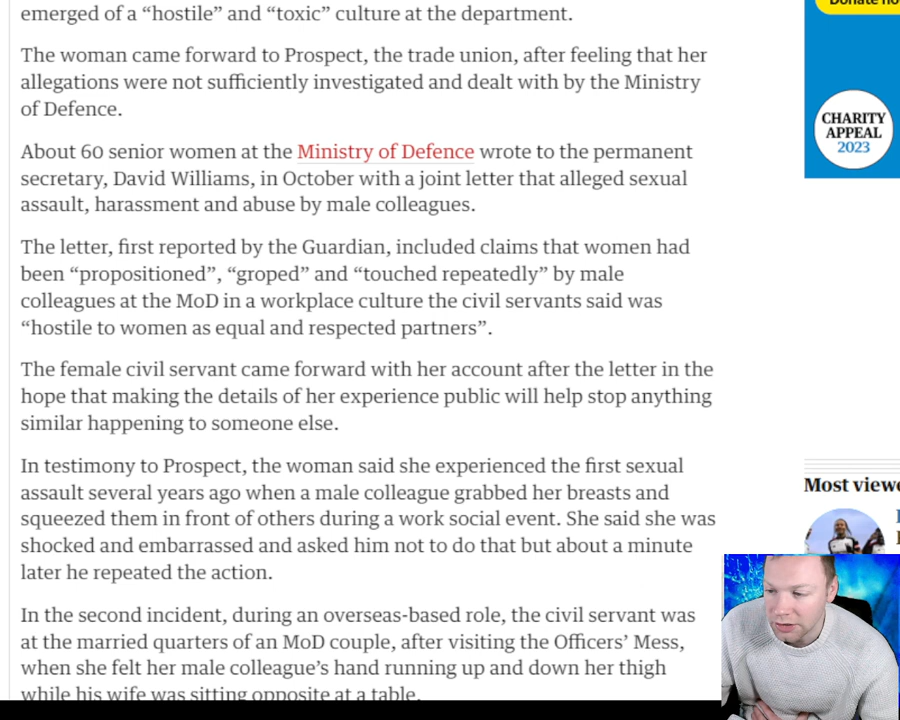 Donate no
emerged of a “hostile” and “toxic” culture at the department.
The woman came forward to Prospect, the trade union, after feeling that her
allegations were not sufficiently investigated and dealt with by the Ministry
of Defence.
CHARITY
APPEAL
2023
About 60 senior women at the Ministry of Defence wrote to the permanent
secretary, David Williams, in October with a joint letter that alleged sexual
assault, harassment and abuse by male colleagues.
The letter, first reported by the Guardian, included claims that women had
been “propositioned”, “groped” and “touched repeatedly” by male
colleagues at the MoD in a workplace culture the civil servants said was
“hostile to women as equal and respected partners”.
The female civil servant came forward with her account after the letter in the
hope that making the details of her experience public will help stop anything
similar happening to someone else.
In testimony to Prospect, the woman said she experienced the first sexual
assault several years ago when a male colleague grabbed her breasts and
squeezed them in front of others during a work social event. She said she was
shocked and embarrassed and asked him not to do that but about a minute
later he repeated the action.
Most viewe
In the second incident, during an overseas-based role, the civil servant was
at the married quarters of an MoD couple, after visiting the Officers’ Mess,
when she felt her male colleague’s hand running up and down her thigh
while his wife was sitting opposite at a table.